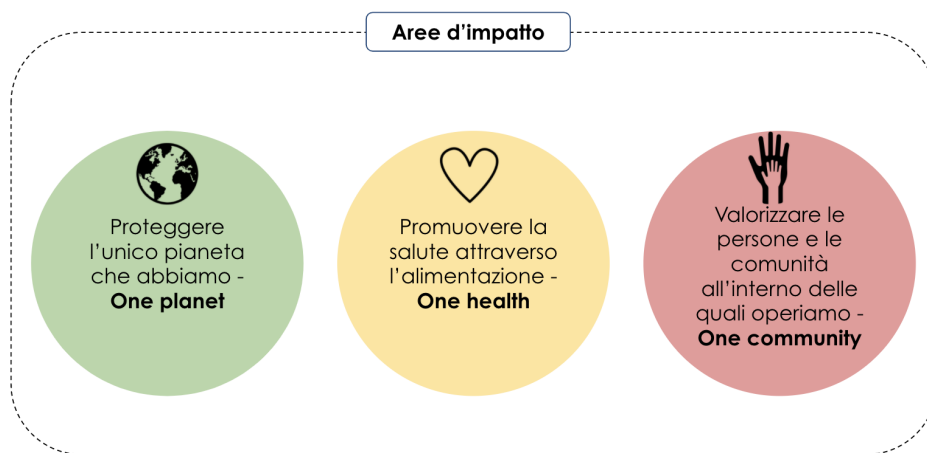 Aree d’impatto
Proteggere
l’unico pianeta
che abbiamo -
One planet
Promuovere la
salute attraverso
l’alimentazione -
One health
Valorizzare le
persone e le
comunità
all’interno delle
quali operiamo -
One community